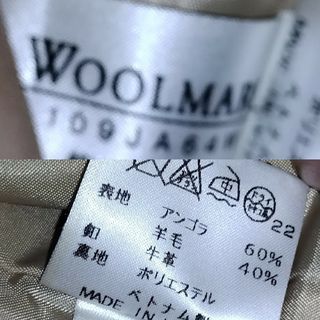 WOOLMAR
109JA64
中
22
表地 アンゴラ 60%
羊毛 40%
釦 牛革
裏地 ポリエステル
ベトナム製
MADE IN